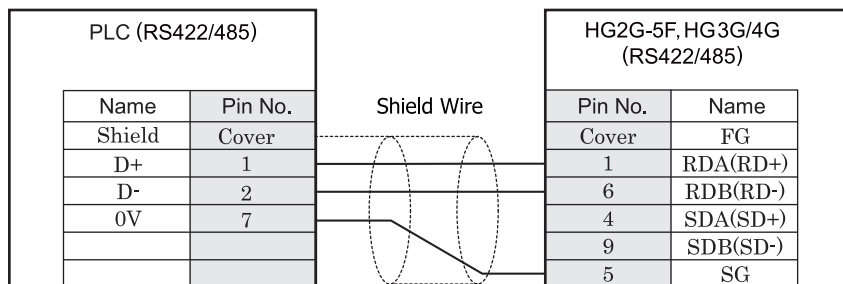 PLC (RS422/485)
HG2G-5F, HG3G/4G
(RS422/485)
Name Pin No. Shield Wire Pin No. Name
Shield Cover Cover FG
D+ 1 1 RDA(RD+)
D- 2 6 RDB(RD-)
0V 7 4 SDA(SD+)
9 SDB(SD-)
5 SG